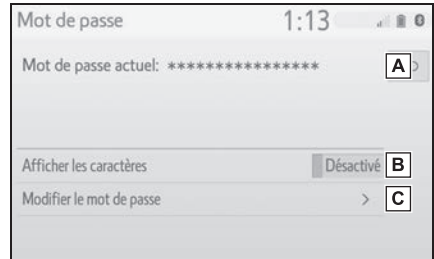 Mot de passe 1:13
Mot de passe actuel: ****************
A >
Afficher les caractères Désactivé B
Modifier le mot de passe > C